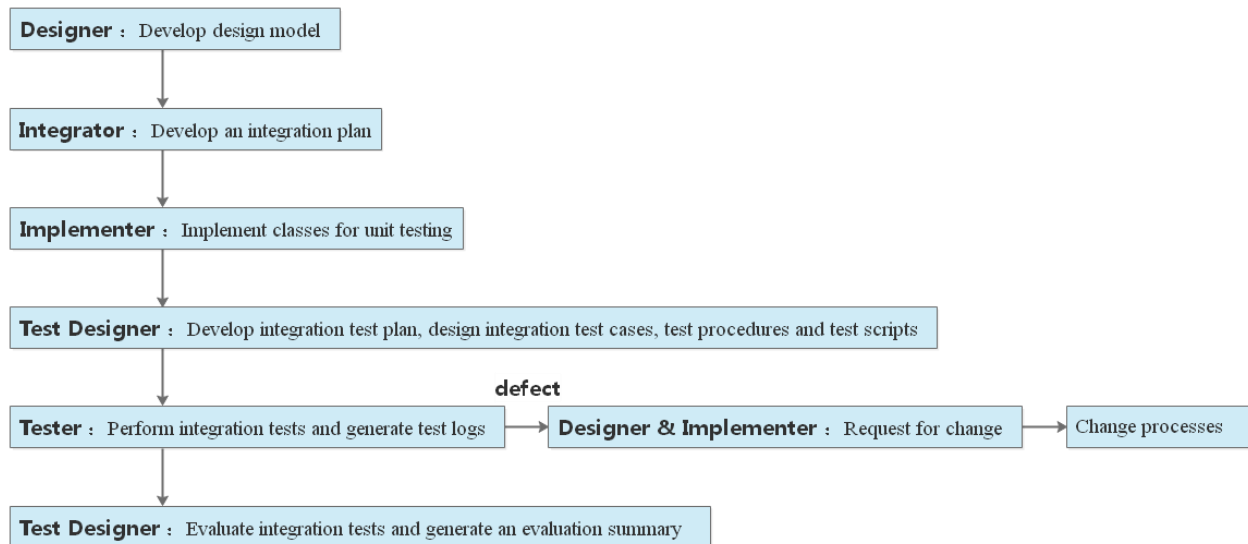 Designer： Develop design model
Integrator： Develop an integration plan
Implementer： Implement classes for unit testing
Test Designer： Develop integration test plan, design integration test cases, test procedures and test scripts
defect
Tester： Perform integration tests and generate test logs
Designer & Implementer： Request for change
Change processes
Test Designer： Evaluate integration tests and generate an evaluation summary